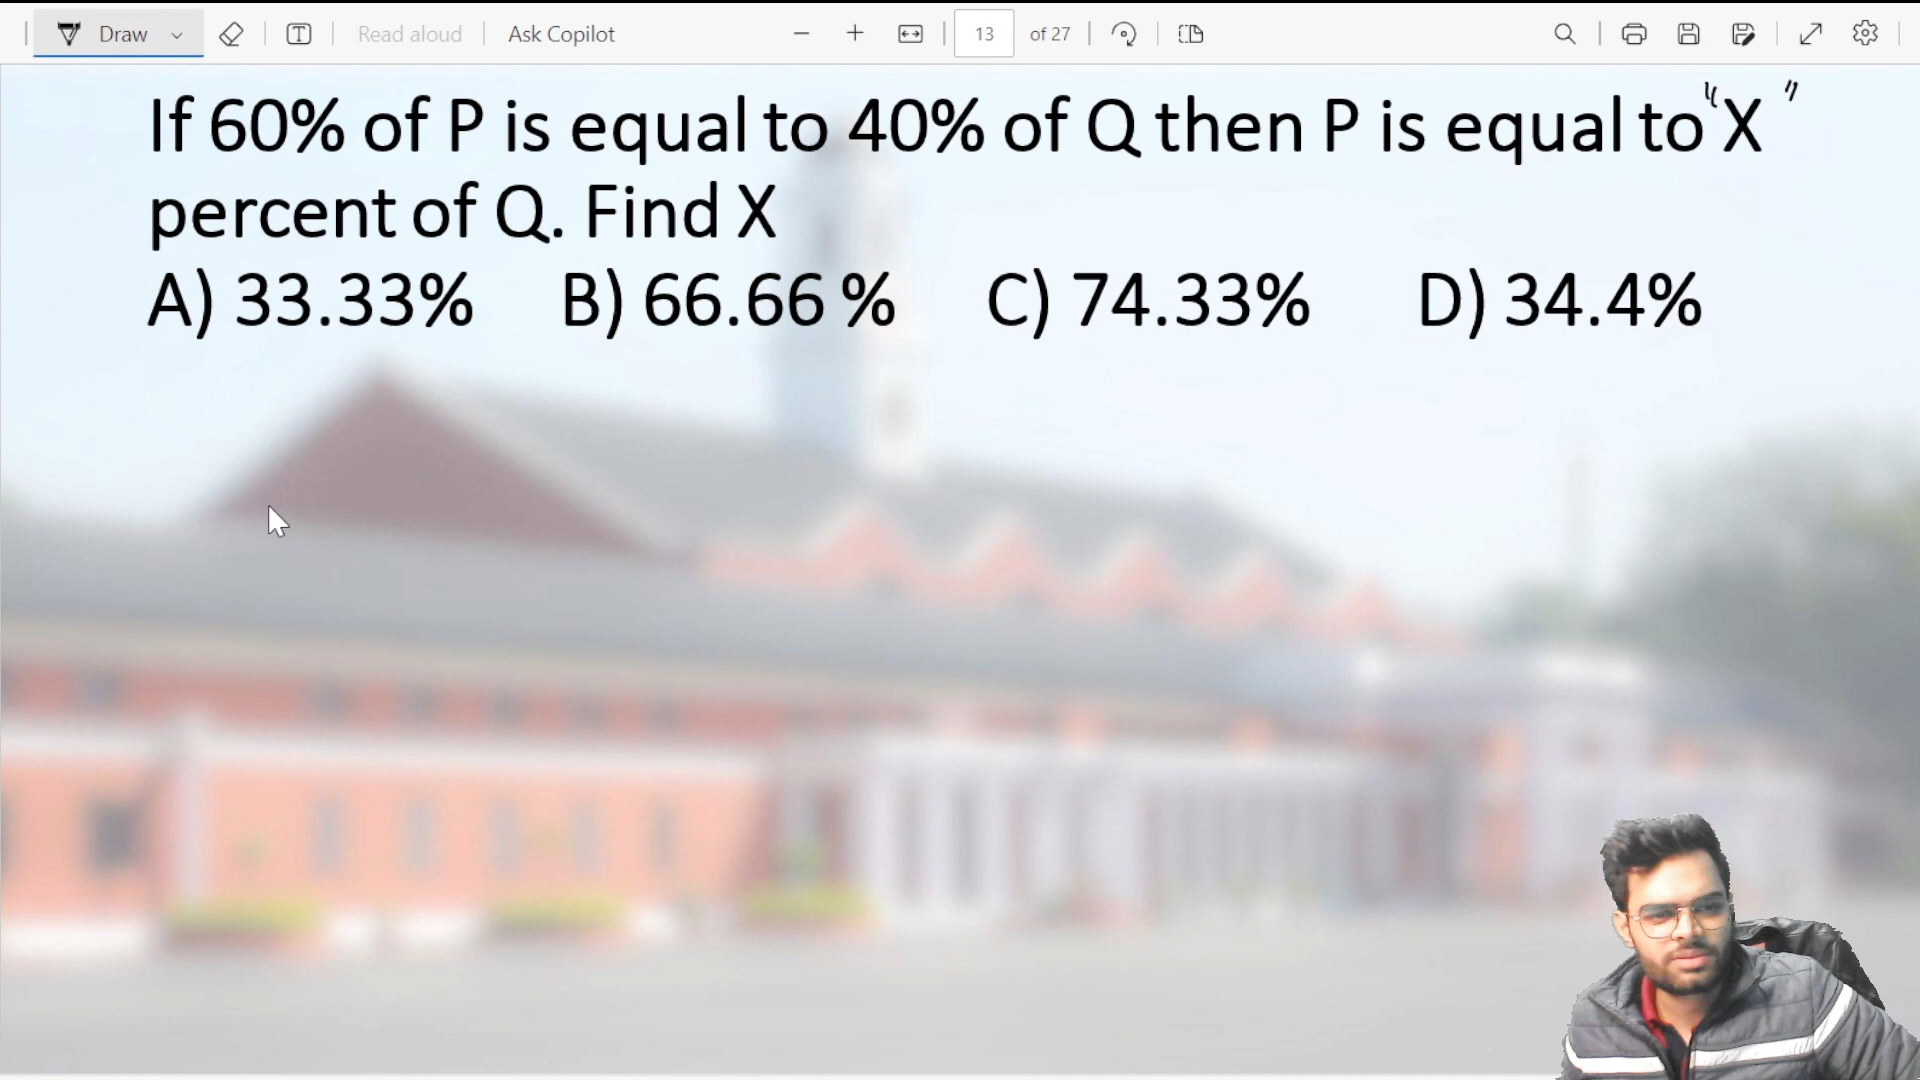 Draw Read aloud Ask Copilot 13 of 27
If 60% of P is equal to 40% of Q then P is equal to "X"
percent of Q. Find X
A) 33.33% B) 66.66 % C) 74.33% D) 34.4%